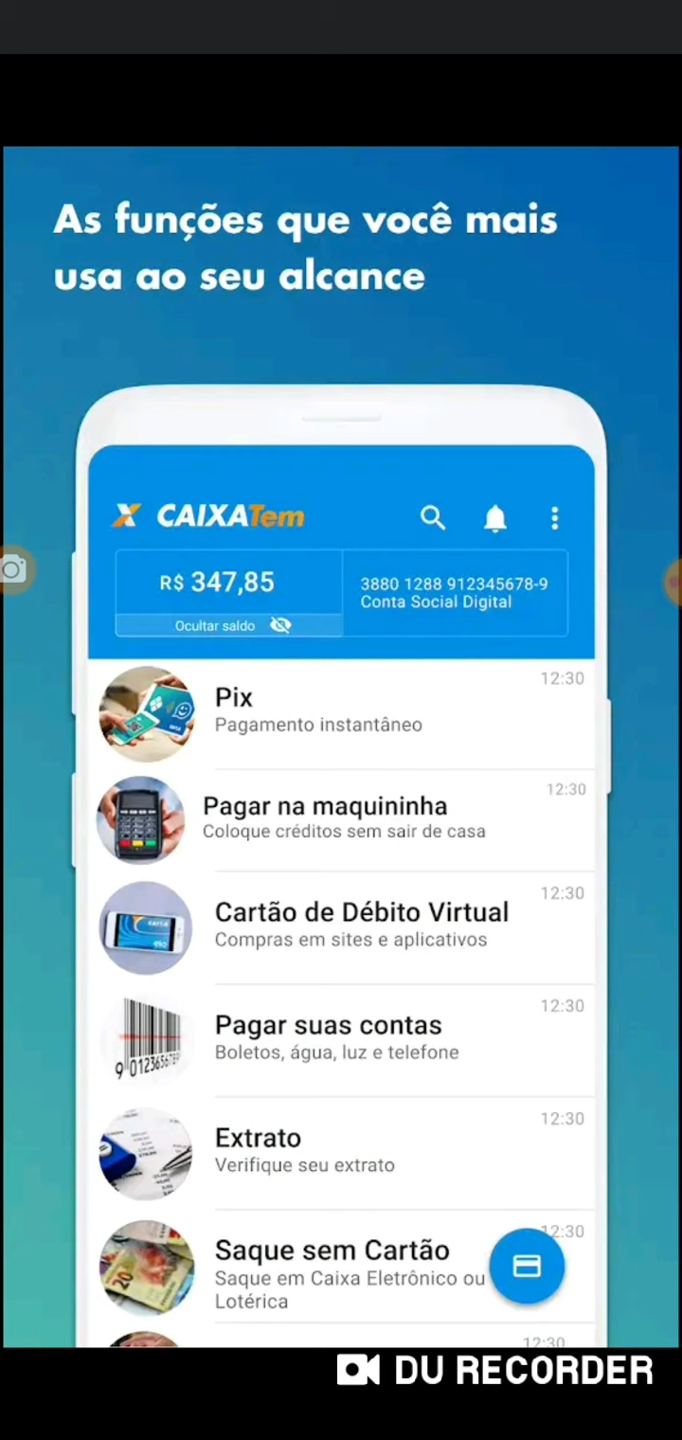 As funções que você mais
usa ao seu alcance
CAIXATem
R$ 347,85
Ocultar saldo
3880 1288 912345678-9
Conta Social Digital
Pix
12:30
Pagamento instantâneo
Pagar na maquininha
12:30
Coloque créditos sem sair de casa
Cartão de Débito Virtual
12:30
Compras em sites e aplicativos
Pagar suas contas
12:30
Boletos, água, luz e telefone
Extrato
12:30
Verifique seu extrato
Saque sem Cartão
12:30
Saque em Caixa Eletrônico ou
Lotérica
12:30
DU RECORDER